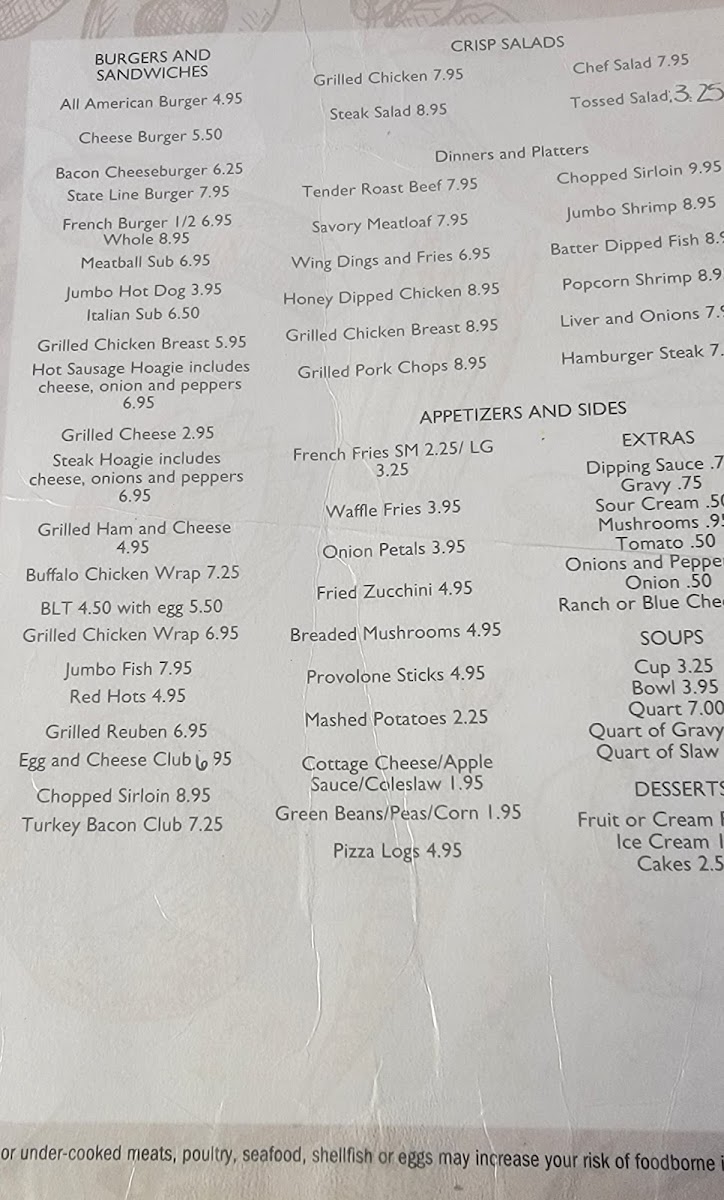 BURGERS AND
SANDWICHES
All American Burger 4.95
Cheese Burger 5.50
Bacon Cheeseburger 6.25
State Line Burger 7.95
French Burger 1/2 6.95
Whole 8.95
Meatball Sub 6.95
Jumbo Hot Dog 3.95
Italian Sub 6.50
Grilled Chicken Breast 5.95
Hot Sausage Hoagie includes
cheese, onion and peppers
6.95
Grilled Cheese 2.95
Steak Hoagie includes
cheese, onions and peppers
6.95
Grilled Ham and Cheese
4.95
Buffalo Chicken Wrap 7.25
BLT 4.50 with egg 5.50
Grilled Chicken Wrap 6.95
Jumbo Fish 7.95
Red Hots 4.95
Grilled Reuben 6.95
Egg and Cheese Club 6 95
Chopped Sirloin 8.95
Turkey Bacon Club 7.25
CRISP SALADS
Grilled Chicken 7.95
Steak Salad 8.95
Chef Salad 7.95
Tossed Salad, 3.25
Dinners and Platters
Tender Roast Beef 7.95
Savory Meatloaf 7.95
Wing Dings and Fries 6.95
Honey Dipped Chicken 8.95
Grilled Chicken Breast 8.95
Grilled Pork Chops 8.95
Chopped Sirloin 9.95
Jumbo Shrimp 8.95
Batter Dipped Fish 8.
Popcorn Shrimp 8.9
Liver and Onions 7.
Hamburger Steak 7.
APPETIZERS AND SIDES
French Fries SM 2.25/ LG
3.25
Waffle Fries 3.95
Onion Petals 3.95
Fried Zucchini 4.95
Breaded Mushrooms 4.95
Provolone Sticks 4.95
Mashed Potatoes 2.25
Cottage Cheese/Apple
Sauce/Coleslaw 1.95
Green Beans/Peas/Corn 1.95
Pizza Logs 4.95
EXTRAS
Dipping Sauce .7
Gravy .75
Sour Cream .50
Mushrooms .9
Tomato .50
Onions and Peppe
Onion .50
Ranch or Blue Che
SOUPS
Cup 3.25
Bowl 3.95
Quart 7.00
Quart of Gravy
Quart of Slaw
DESSERTS
Fruit or Cream
Ice Cream 1
Cakes 2.5
or under-cooked meats, poultry, seafood, shellfish or eggs may increase your risk of foodborne